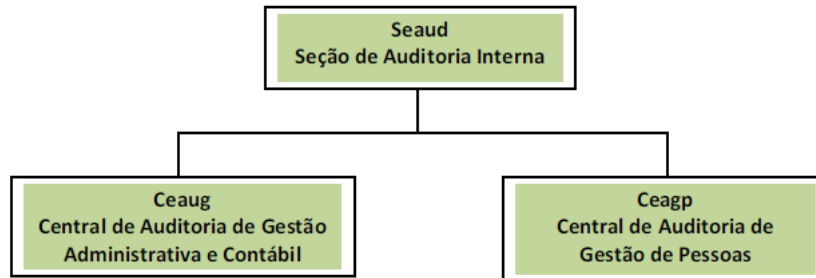 Seaud
Seção de Auditoria Interna
Ceaug
Central de Auditoria de Gestão
Administrativa e Contábil
Ceagp
Central de Auditoria de
Gestão de Pessoas